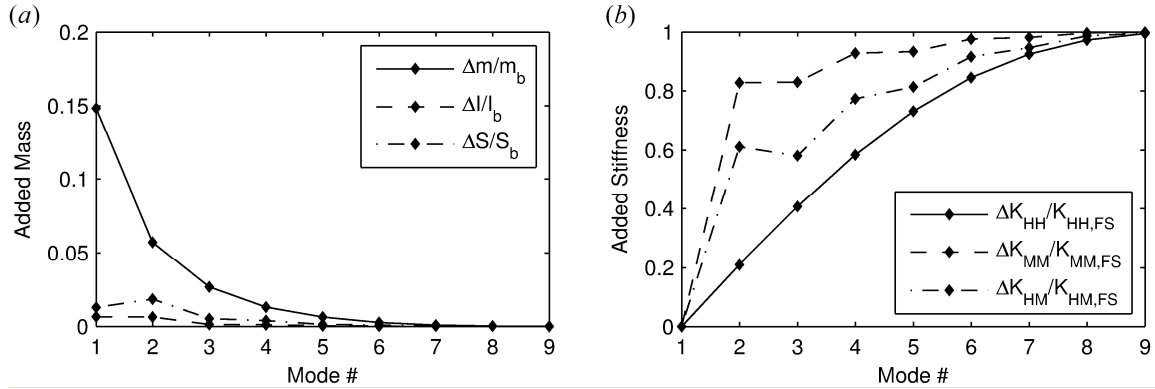 (a)
0.2
0.15
0.1
0.05
0
Added Mass
Δm/m_b
ΔI/I_b
ΔS/S_b
1 2 3 4 5 6 7 8 9
Mode #
(b)
1
0.8
0.6
0.4
0.2
0
Added Stiffness
ΔK_HH/K_HH,FS
ΔK_MM/K_MM,FS
ΔK_HM/K_HM,FS
1 2 3 4 5 6 7 8 9
Mode #